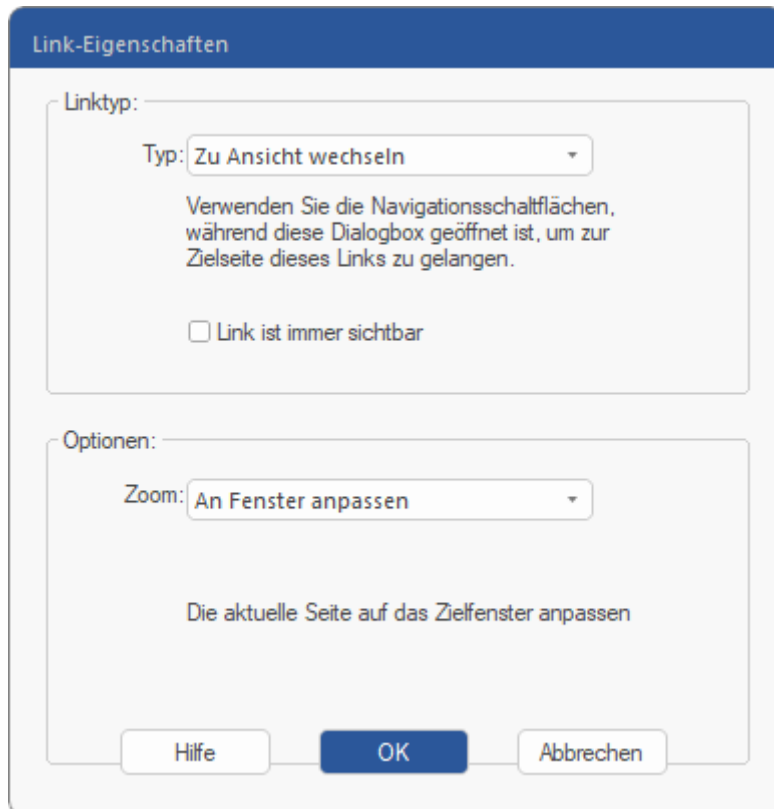 Link-Eigenschaften
Linktyp:
Typ: Zu Ansicht wechseln
Verwenden Sie die Navigationsschaltflächen,
während diese Dialogbox geöffnet ist, um zur
Zielseite dieses Links zu gelangen.
Link ist immer sichtbar
Optionen:
Zoom: An Fenster anpassen
Die aktuelle Seite auf das Zielfenster anpassen
Hilfe OK Abbrechen